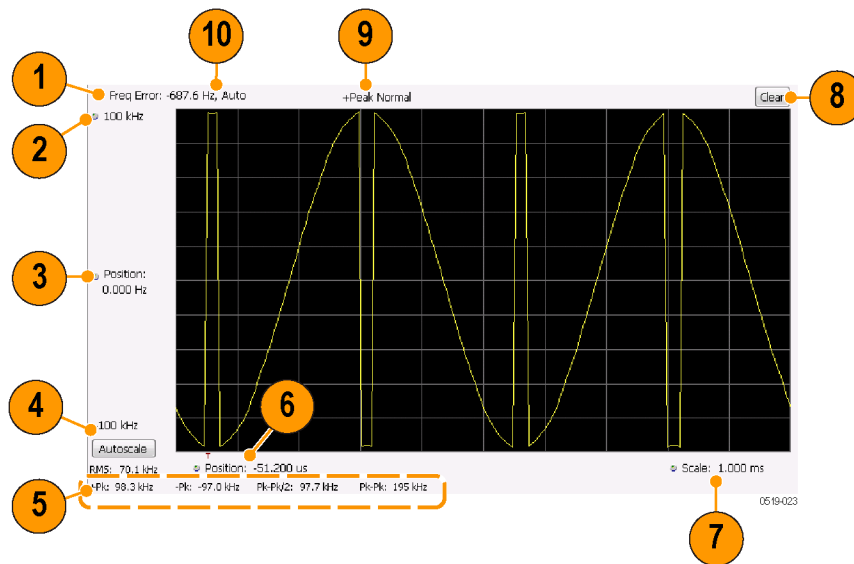 10
9
1
Freq Error: -687.6 Hz, Auto
+Peak Normal
Clear
8
100 kHz
2
3
Position:
0.000 Hz
4
100 kHz
6
Autoscale
T
RMS: 70.1 kHz
Position: -51.200 us
Scale: 1.000 ms
5
+Pk: 98.3 kHz
-Pk: -97.0 kHz
Pk-Pk/2: 97.7 kHz
Pk-Pk: 195 kHz
0519-023
7